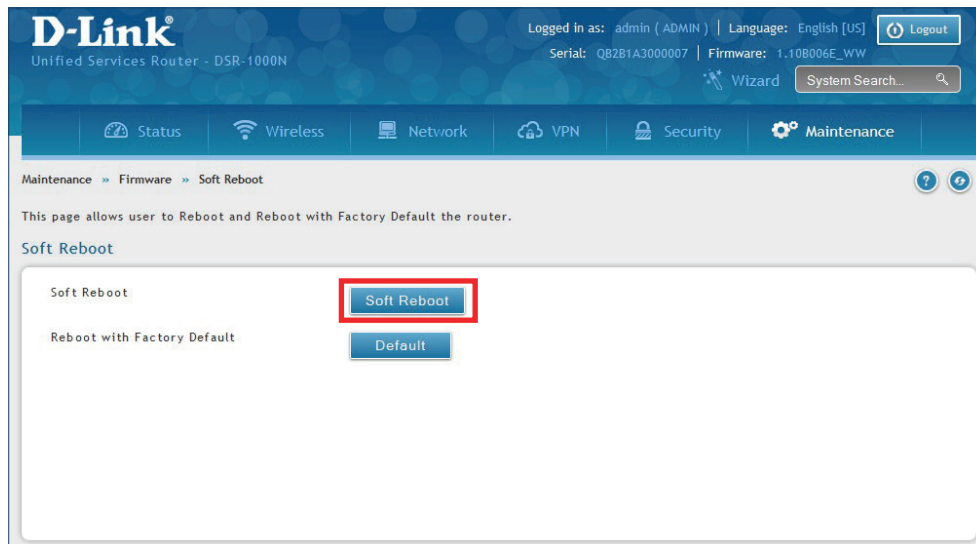 D-Link®
Unified Services Router - DSR-1000N
Logged in as: admin ( ADMIN ) | Language: English [US]
Logout
Serial: QB2B1A3000007 | Firmware: 1.10B006E_WW
Wizard
System Search...
Status
Wireless
Network
VPN
Security
Maintenance
Maintenance » Firmware » Soft Reboot
This page allows user to Reboot and Reboot with Factory Default the router.
Soft Reboot
Soft Reboot
Soft Reboot
Reboot with Factory Default
Default